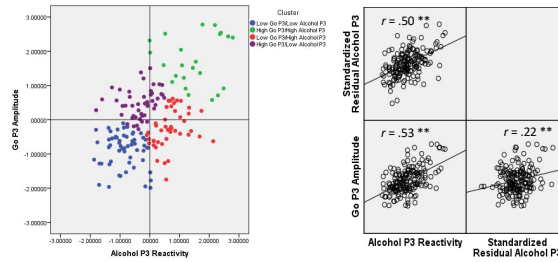 Cluster
Low Go P3/Low Alcohol P3
High Go P3/High Alcohol P3
Low Go P3/High Alcohol P3
High Go P3/Low Alcohol P3
3.00000
2.00000
1.00000
.00000
-1.00000
-2.00000
-3.00000
Go P3 Amplitude
-3.00000 -2.00000 -1.00000 .00000 1.00000 2.00000 3.00000
Alcohol P3 Reactivity
r = .50 **
Standardized
Residual Alcohol P3
r = .53 **
r = .22 **
Go P3 Amplitude
Alcohol P3 Reactivity
Standardized
Residual Alcohol P3